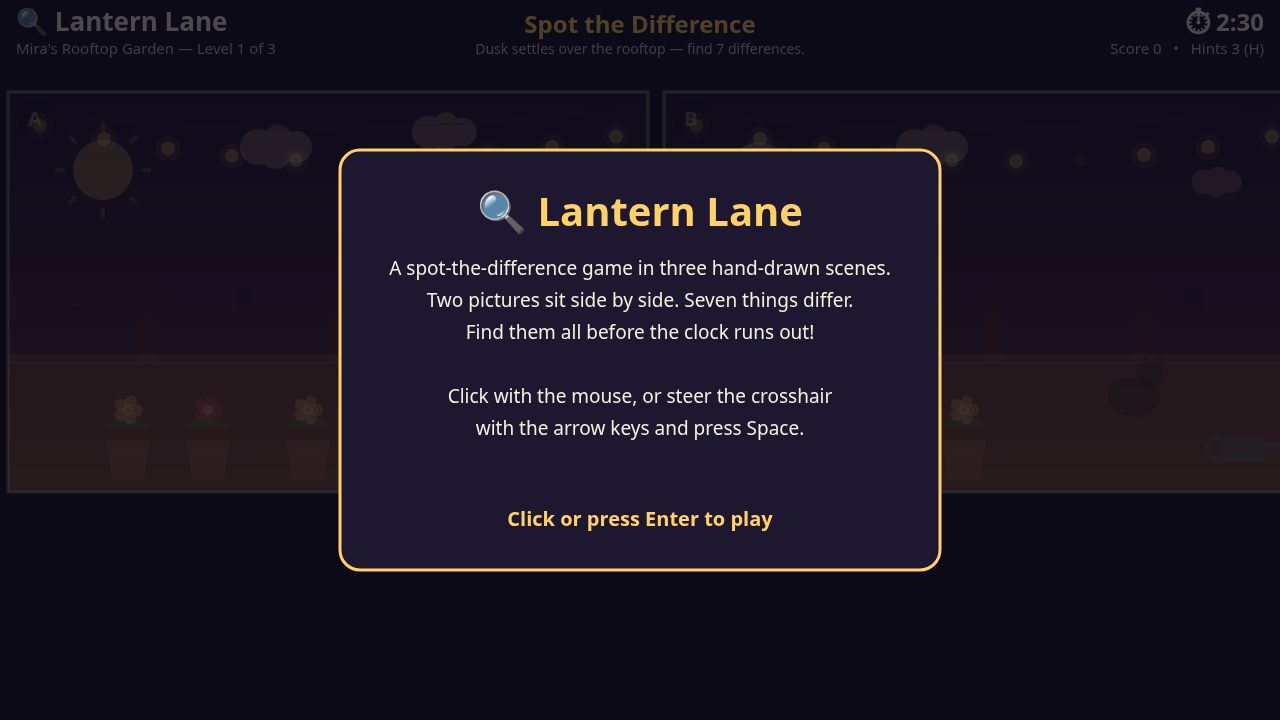 🔍 Lantern Lane
Mira's Rooftop Garden — Level 1 of 3
Spot the Difference
Dusk settles over the rooftop — find 7 differences.
⏱ 2:30
Score 0 • Hints 3 (H)
A
B
🔍 Lantern Lane
A spot-the-difference game in three hand-drawn scenes.
Two pictures sit side by side. Seven things differ.
Find them all before the clock runs out!
Click with the mouse, or steer the crosshair
with the arrow keys and press Space.
Click or press Enter to play